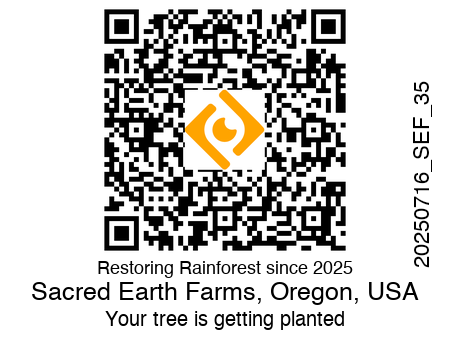 Restoring Rainforest since 2025
Sacred Earth Farms, Oregon, USA
Your tree is getting planted
20250716_SEF_35